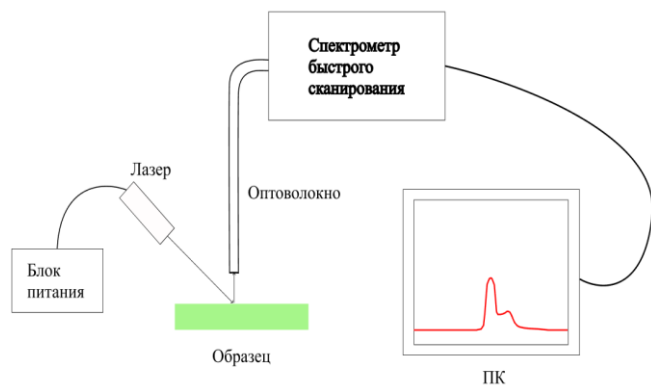 Спектрометр
быстрого
сканирования
Лазер
Оптоволокно
Блок
питания
Образец
ПК